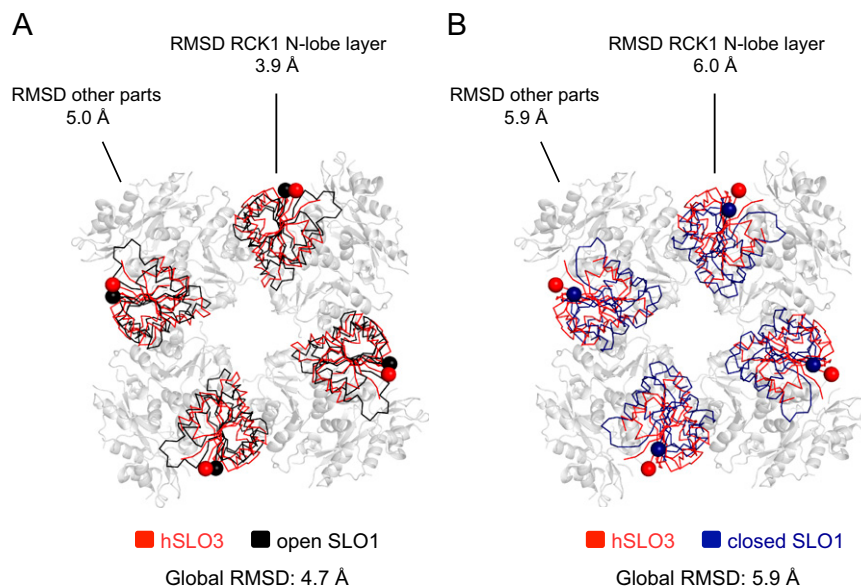 A
RMSD RCK1 N-lobe layer
3.9 Å
RMSD other parts
5.0 Å
hSLO3 open SLO1
Global RMSD: 4.7 Å
B
RMSD RCK1 N-lobe layer
6.0 Å
RMSD other parts
5.9 Å
hSLO3 closed SLO1
Global RMSD: 5.9 Å